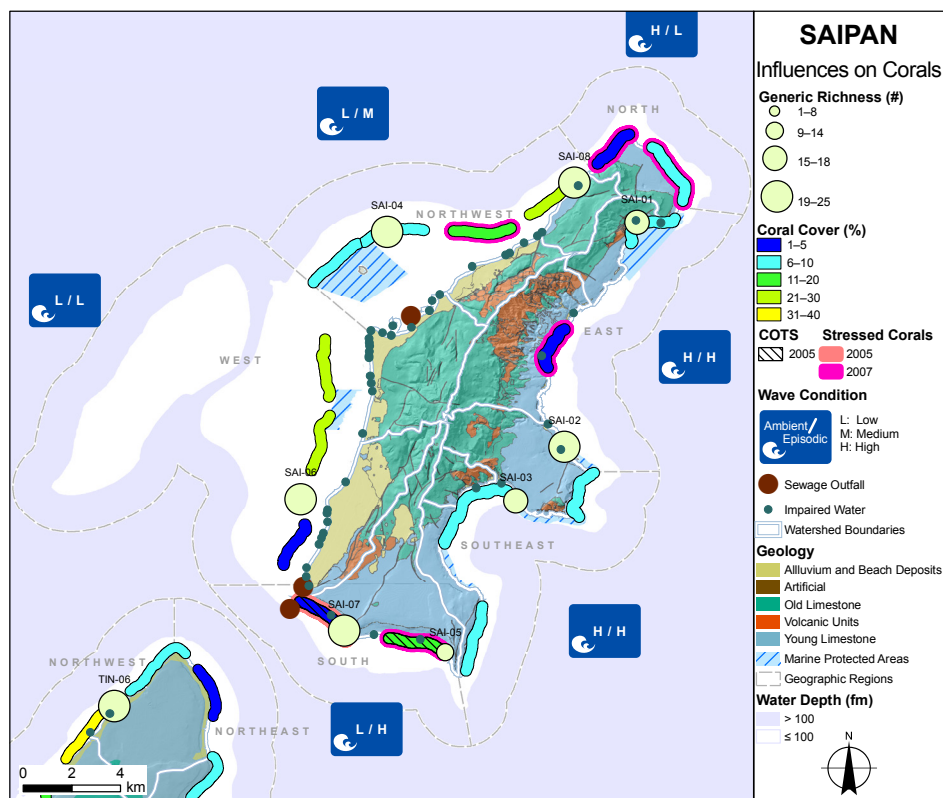 H / L
L / M
NORTH
SAI-08
SAI-01
SAI-04
NORTHWEST
L / L
EAST
WEST
H / H
SAI-02
SAI-06
SAI-03
SOUTHEAST
SAI-07
SAI-05
H / H
SOUTH
NORTHWEST
TIN-06
L / H
NORTHEAST
0 2 4
km
SAIPAN
Influences on Corals
Generic Richness (#)
1–8
9–14
15–18
19–25
Coral Cover (%)
1–5
6–10
11–20
21–30
31–40
COTS Stressed Corals
2005 2005
2007
Wave Condition
Ambient/
Episodic
L: Low
M: Medium
H: High
Sewage Outfall
Impaired Water
Watershed Boundaries
Geology
Allluvium and Beach Deposits
Artificial
Old Limestone
Volcanic Units
Young Limestone
Marine Protected Areas
Geographic Regions
Water Depth (fm)
> 100
≤ 100
N